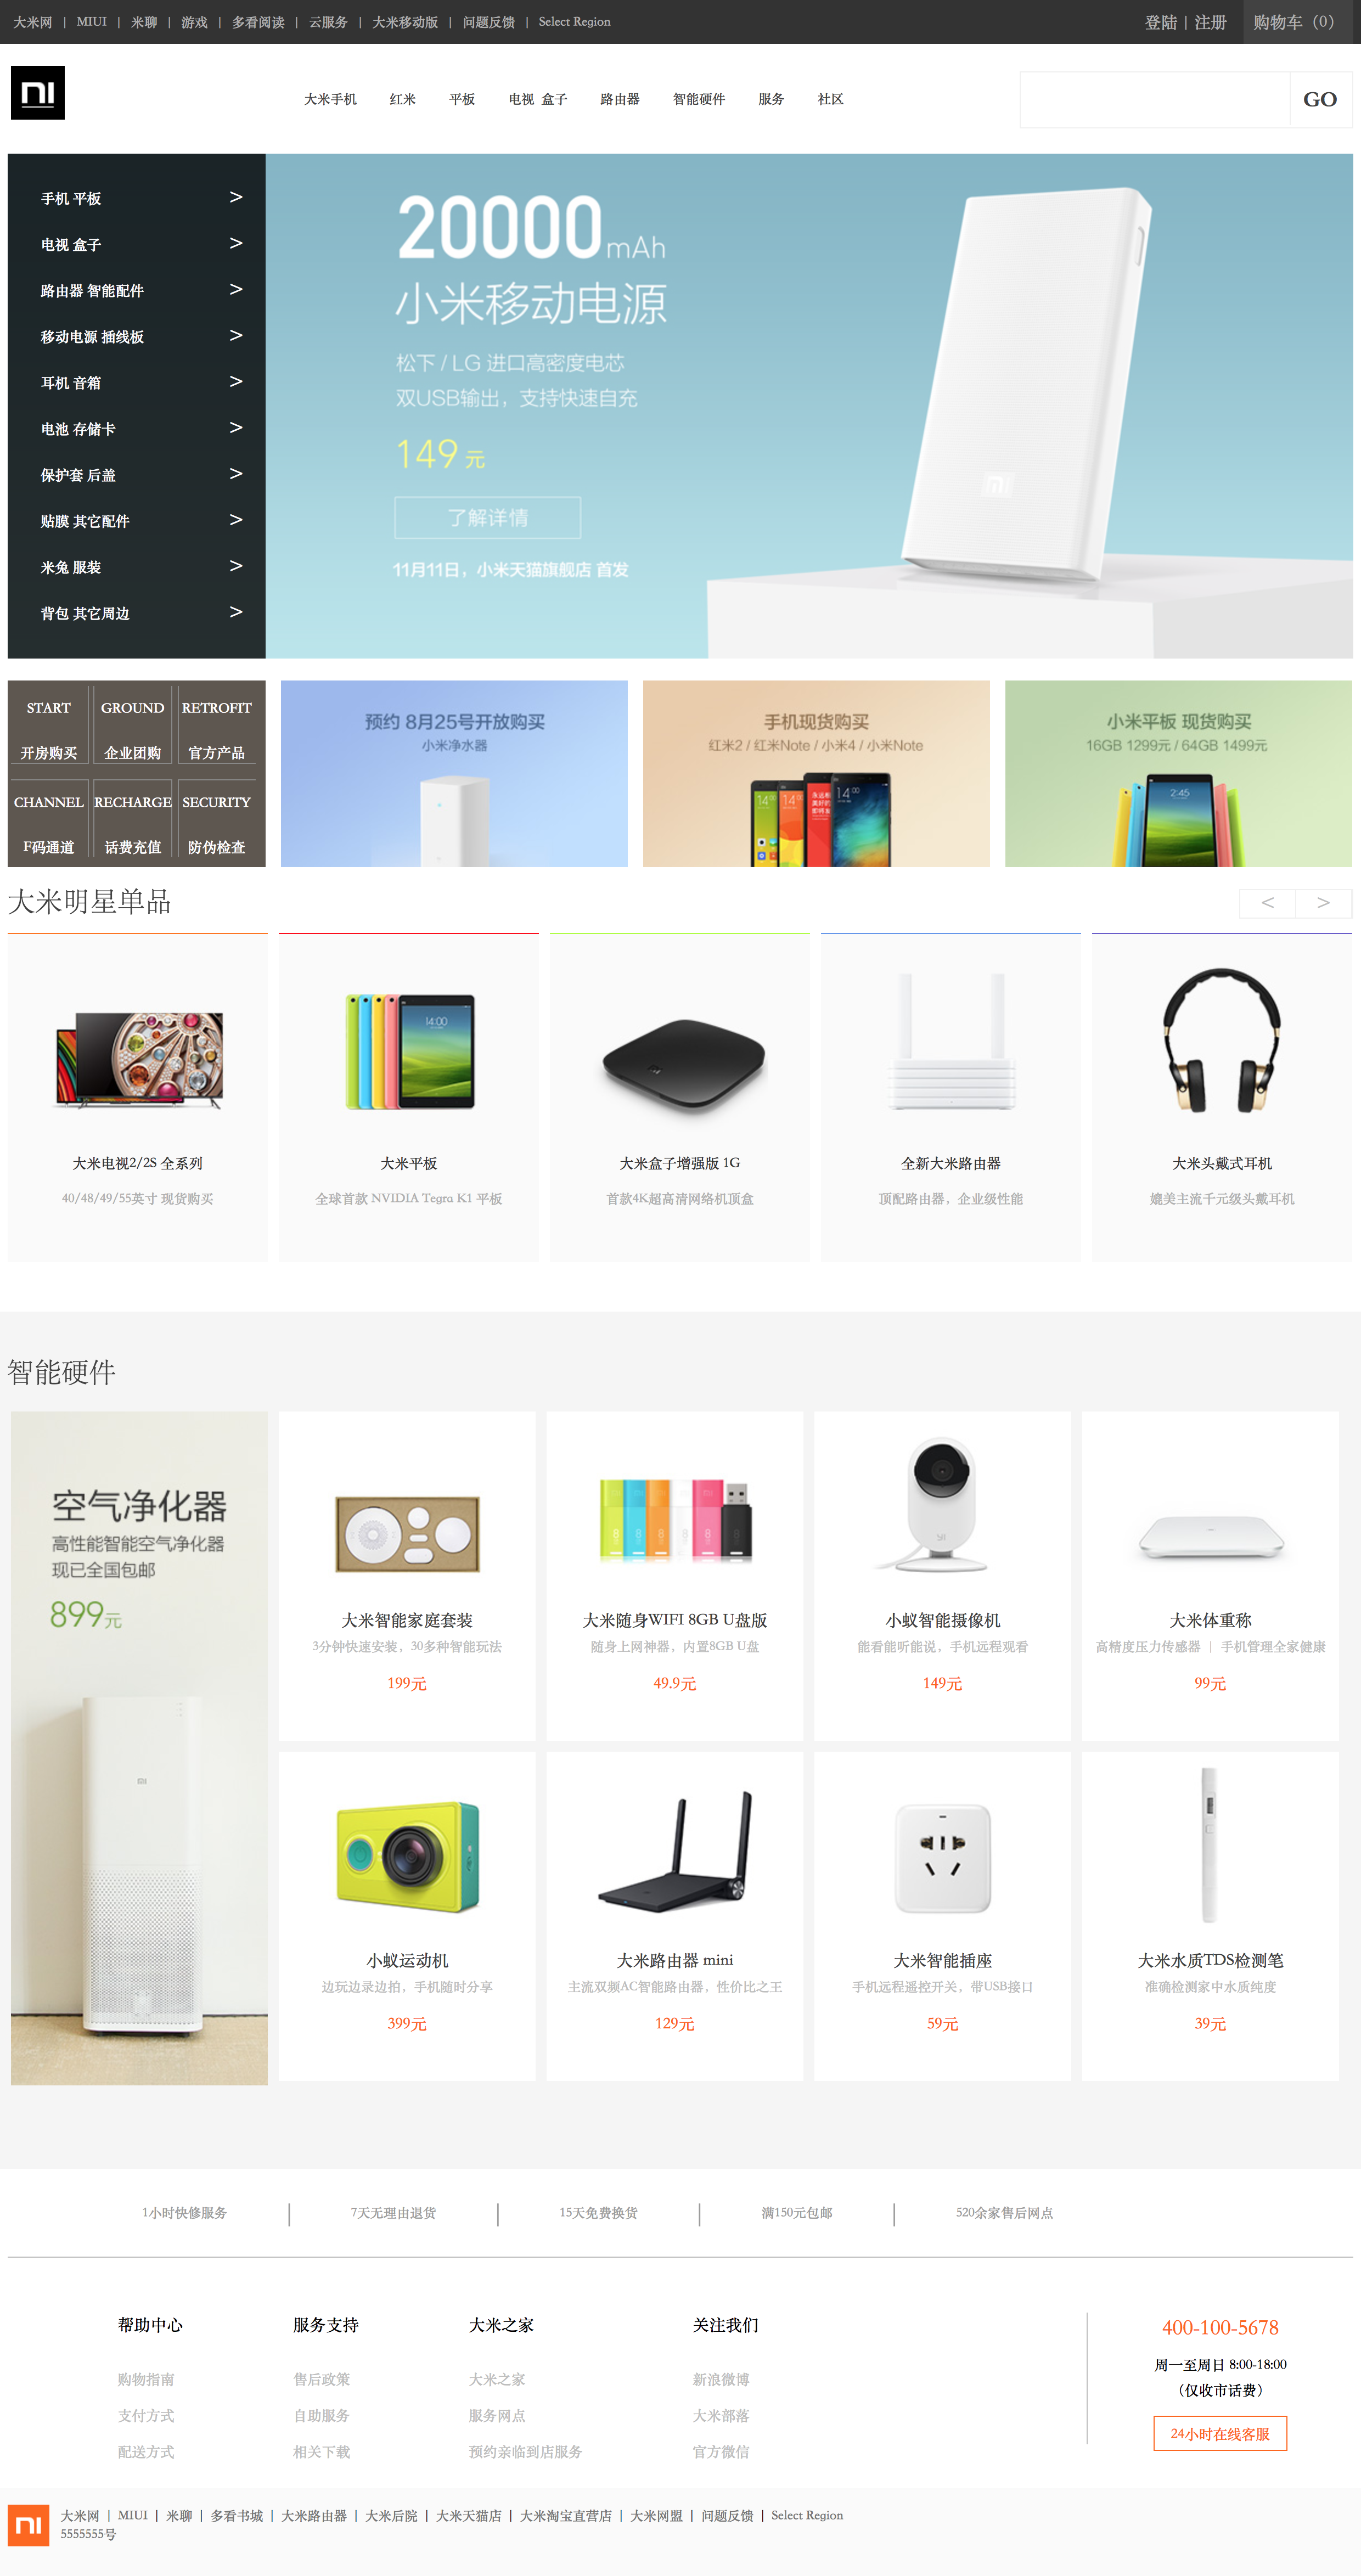 大米网 | MIUI | 米聊 | 游戏 | 多看阅读 | 云服务 | 大米移动版 | 问题反馈 | Select Region 登陆 | 注册 购物车（0）
大米手机 红米 平板 电视 盒子 路由器 智能硬件 服务 社区 GO
手机 平板 >
电视 盒子 >
路由器 智能配件 >
移动电源 插线板 >
耳机 音箱 >
电池 存储卡 >
保护套 后盖 >
贴膜 其它配件 >
米兔 服装 >
背包 其它周边 >
20000mAh
小米移动电源
松下 / LG 进口高密度电芯
双USB输出，支持快速自充
149 元
了解详情
11月11日，小米天猫旗舰店 首发
START GROUND RETROFIT
开房购买 企业团购 官方产品
CHANNEL RECHARGE SECURITY
F码通道 话费充值 防伪检查
预约 8月25号开放购买
小米净水器
手机现货购买
红米2 / 红米Note / 小米4 / 小米Note
小米平板 现货购买
16GB 1299元 / 64GB 1499元
大米明星单品 < >
大米电视2/2S 全系列 大米平板 大米盒子增强版 1G 全新大米路由器 大米头戴式耳机
40/48/49/55英寸 现货购买 全球首款 NVIDIA Tegra K1 平板 首款4K超高清网络机顶盒 顶配路由器，企业级性能 媲美主流千元级头戴耳机
智能硬件
空气净化器
高性能智能空气净化器
现已全国包邮
899元
大米智能家庭套装 大米随身WIFI 8GB U盘版 小蚁智能摄像机 大米体重称
3分钟快速安装，30多种智能玩法 随身上网神器，内置8GB U盘 能看能听能说，手机远程观看 高精度压力传感器 | 手机管理全家健康
199元 49.9元 149元 99元
小蚁运动机 大米路由器 mini 大米智能插座 大米水质TDS检测笔
边玩边录边拍，手机随时分享 主流双频AC智能路由器，性价比之王 手机远程遥控开关，带USB接口 准确检测家中水质纯度
399元 129元 59元 39元
1小时快修服务 7天无理由退货 15天免费换货 满150元包邮 520余家售后网点
帮助中心 服务支持 大米之家 关注我们
购物指南 售后政策 大米之家 新浪微博
支付方式 自助服务 服务网点 大米部落
配送方式 相关下载 预约亲临到店服务 官方微信
400-100-5678
周一至周日 8:00-18:00
（仅收市话费）
24小时在线客服
大米网 | MIUI | 米聊 | 多看书城 | 大米路由器 | 大米后院 | 大米天猫店 | 大米淘宝直营店 | 大米网盟 | 问题反馈 | Select Region
5555555号